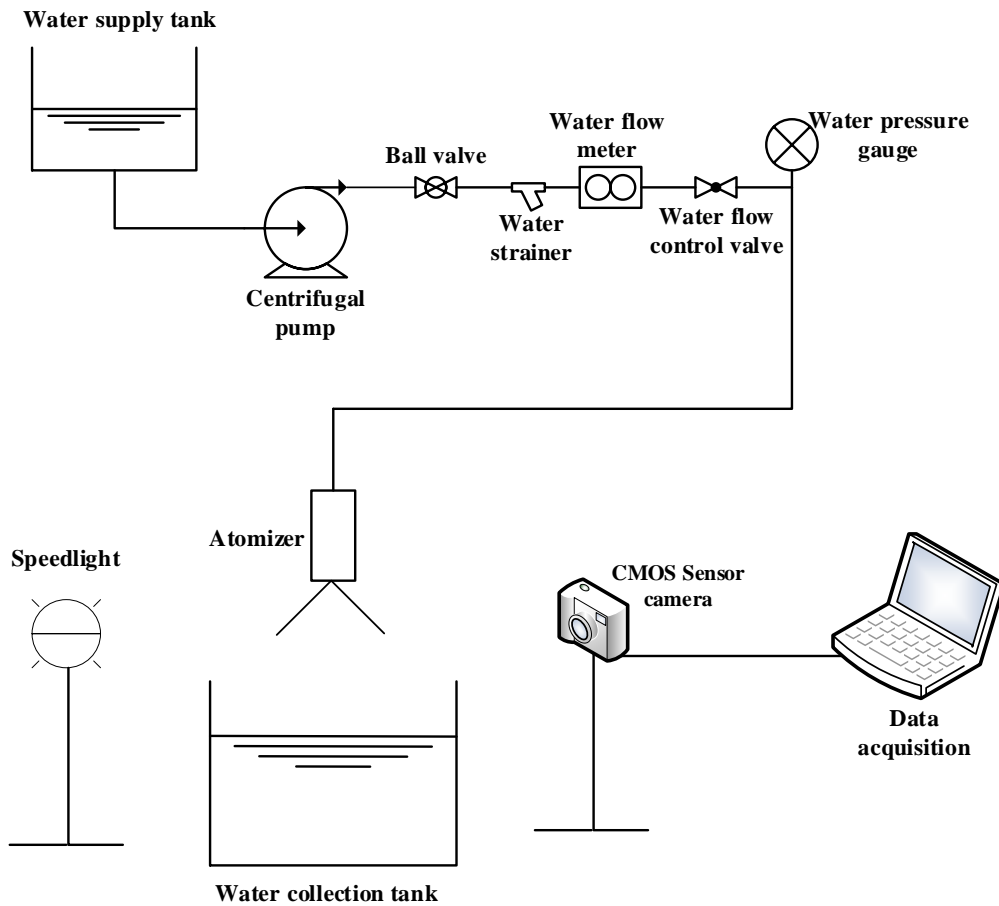 Water supply tank
Water flow
meter
Water pressure
gauge
Ball valve
Water
strainer
Water flow
control valve
Centrifugal
pump
Atomizer
Speedlight
CMOS Sensor
camera
Data
acquisition
Water collection tank